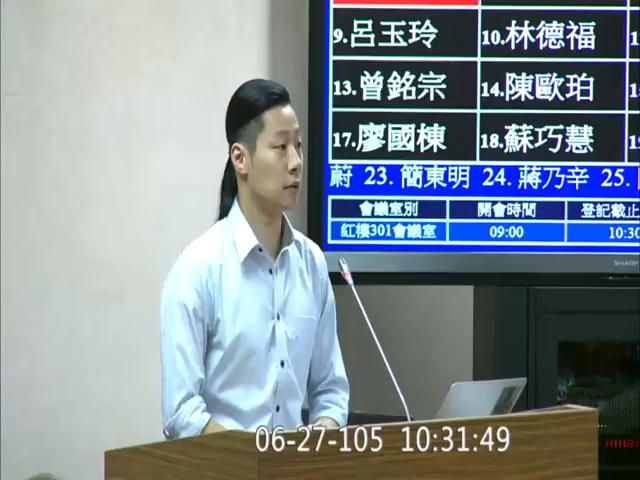 9.呂玉玲 10.林德福
13.曾銘宗 14.陳歐珀
17.廖國棟 18.蘇巧慧
蔚 23. 簡東明 24. 蔣乃辛 25.
會議室別 開會時間 登記截止
紅樓301會議室 09:00 10:30
SHARP
06-27-105 10:31:49